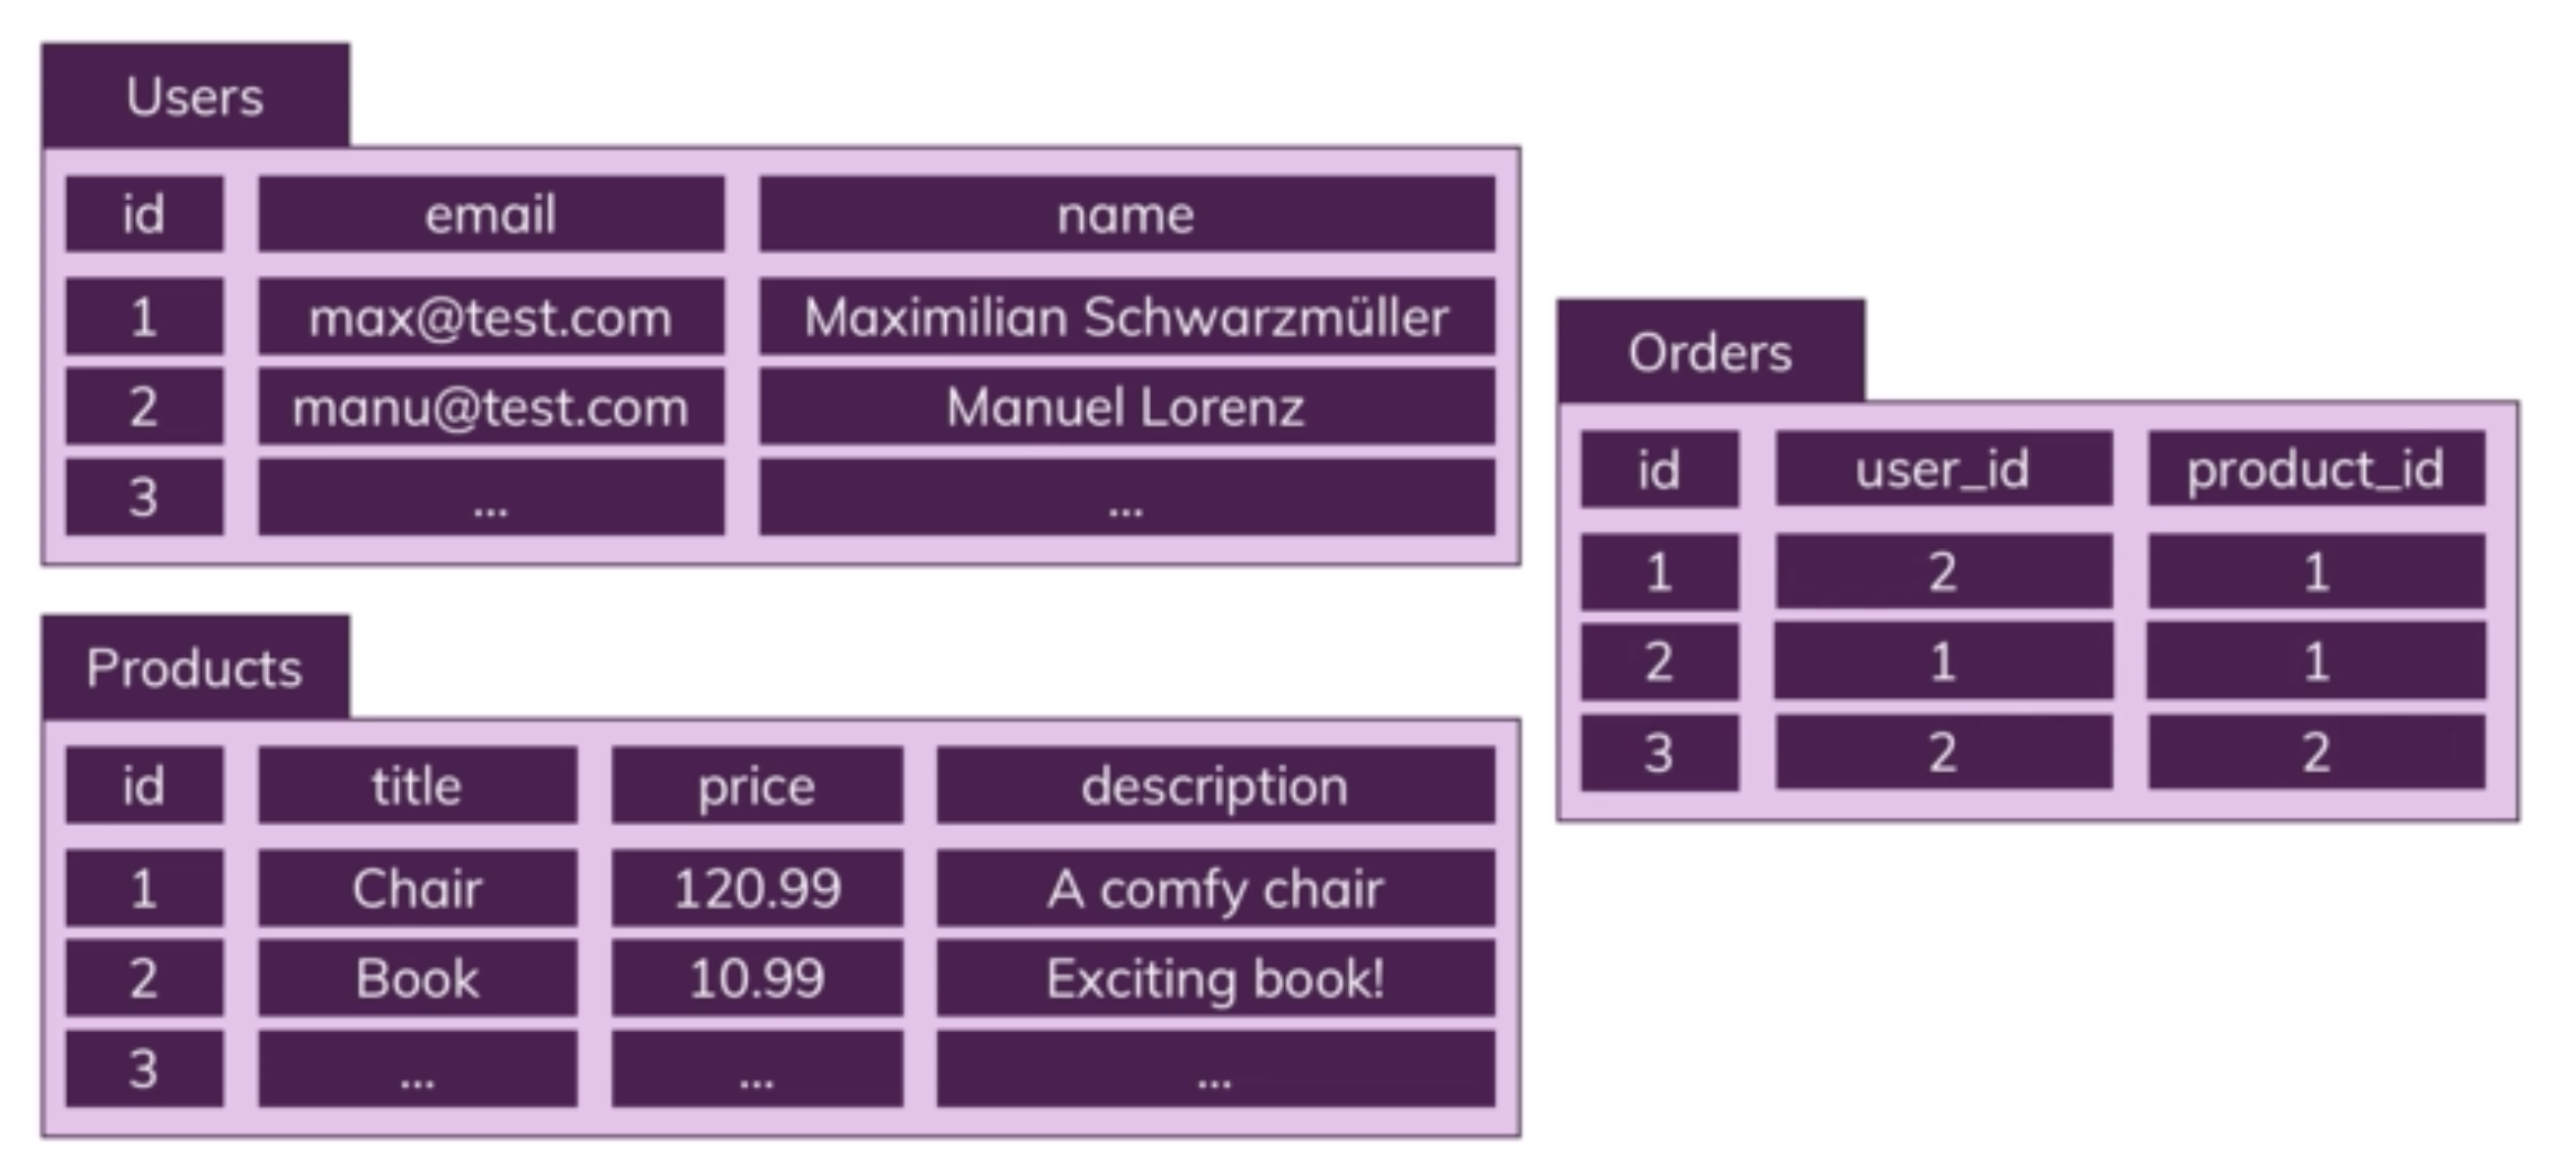 Users
id email name
1 max@test.com Maximilian Schwarzmüller
2 manu@test.com Manuel Lorenz
3 ... ...
Products
id title price description
1 Chair 120.99 A comfy chair
2 Book 10.99 Exciting book!
3 ... ... ...
Orders
id user_id product_id
1 2 1
2 1 1
3 2 2